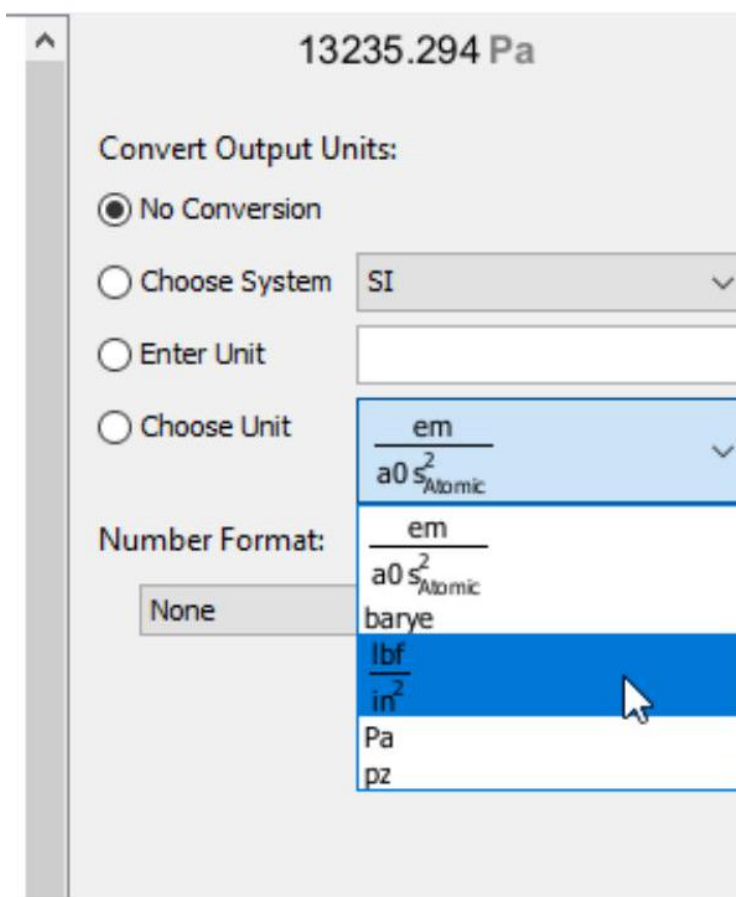 13235.294 Pa
Convert Output Units:
No Conversion
Choose System SI
Enter Unit
Choose Unit
em
a0 s²Atomic
Number Format:
None
em
a0 s²Atomic
barye
lbf
in²
Pa
pz